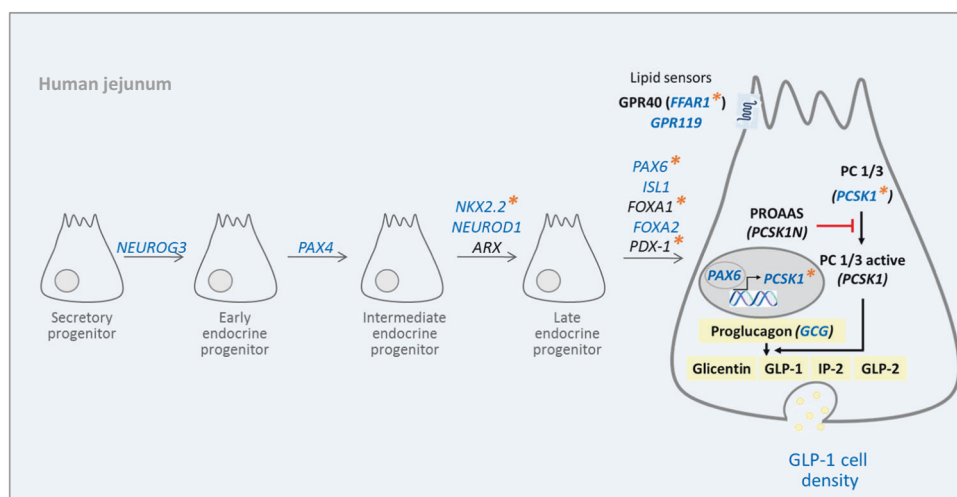 Human jejunum
Lipid sensors
GPR40 (FFAR1*)
GPR119
NEUROG3
PAX4
NKX2.2*
NEUROD1
ARX
PAX6*
ISL1
FOXA1*
FOXA2
PDX-1*
Secretory
progenitor
Early
endocrine
progenitor
Intermediate
endocrine
progenitor
Late
endocrine
progenitor
PC 1/3
(PCSK1*)
PROAAS
(PCSK1N)
PC 1/3 active
(PCSK1)
PAX6
PCSK1*
Proglucagon (GCG)
Glicentin GLP-1 IP-2 GLP-2
GLP-1 cell
density